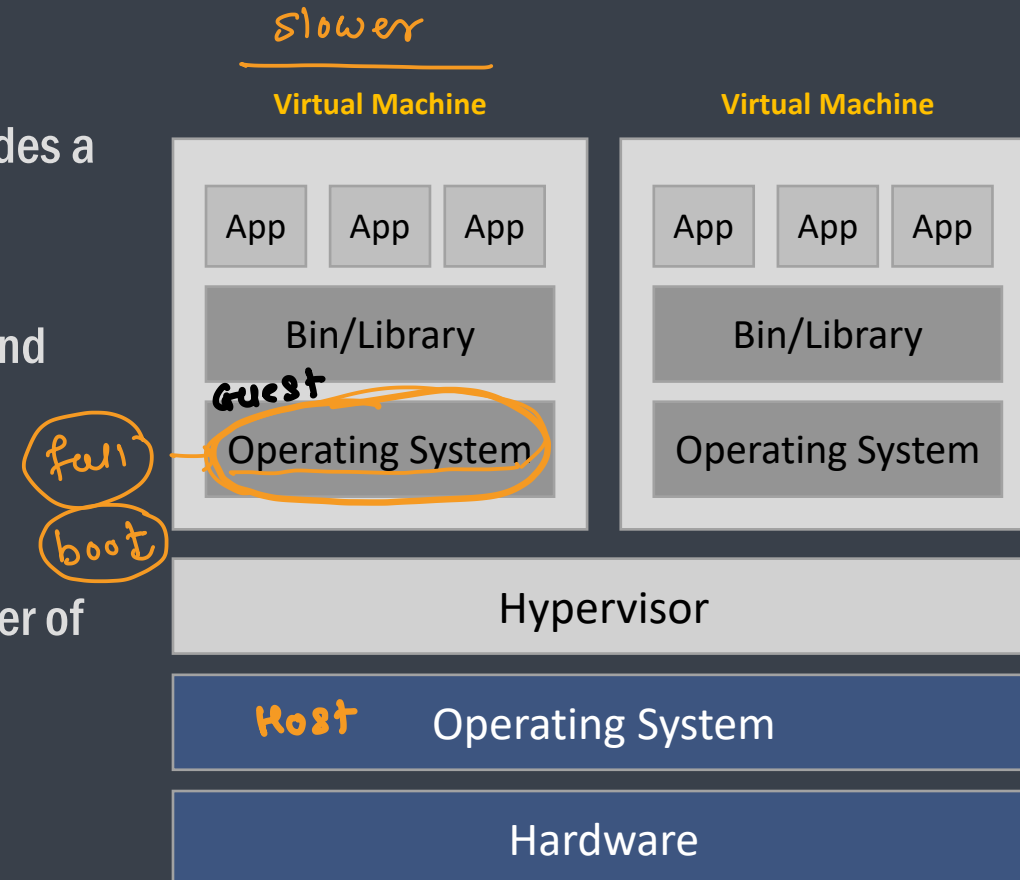 slower
Virtual Machine Virtual Machine
des a
App App App App App App
Bin/Library Bin/Library
nd
Guest
Operating System Operating System
boot
Hypervisor
er of
Host Operating System
Hardware